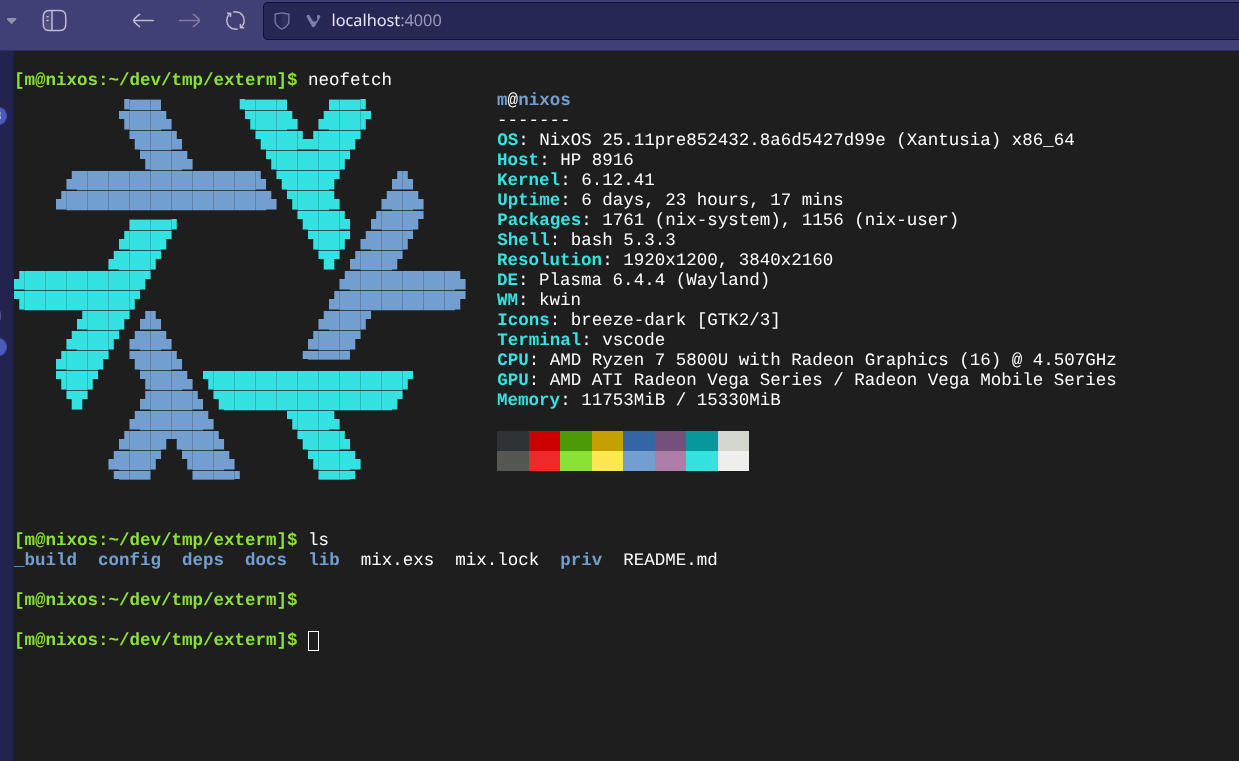 localhost:4000
[m@nixos:~/dev/tmp/exterm]$ neofetch
m@nixos
-------
OS: NixOS 25.11pre852432.8a6d5427d99e (Xantusia) x86_64
Host: HP 8916
Kernel: 6.12.41
Uptime: 6 days, 23 hours, 17 mins
Packages: 1761 (nix-system), 1156 (nix-user)
Shell: bash 5.3.3
Resolution: 1920x1200, 3840x2160
DE: Plasma 6.4.4 (Wayland)
WM: kwin
Icons: breeze-dark [GTK2/3]
Terminal: vscode
CPU: AMD Ryzen 7 5800U with Radeon Graphics (16) @ 4.507GHz
GPU: AMD ATI Radeon Vega Series / Radeon Vega Mobile Series
Memory: 11753MiB / 15330MiB
[m@nixos:~/dev/tmp/exterm]$ ls
_build  config  deps  docs  lib  mix.exs  mix.lock  priv  README.md
[m@nixos:~/dev/tmp/exterm]$
[m@nixos:~/dev/tmp/exterm]$